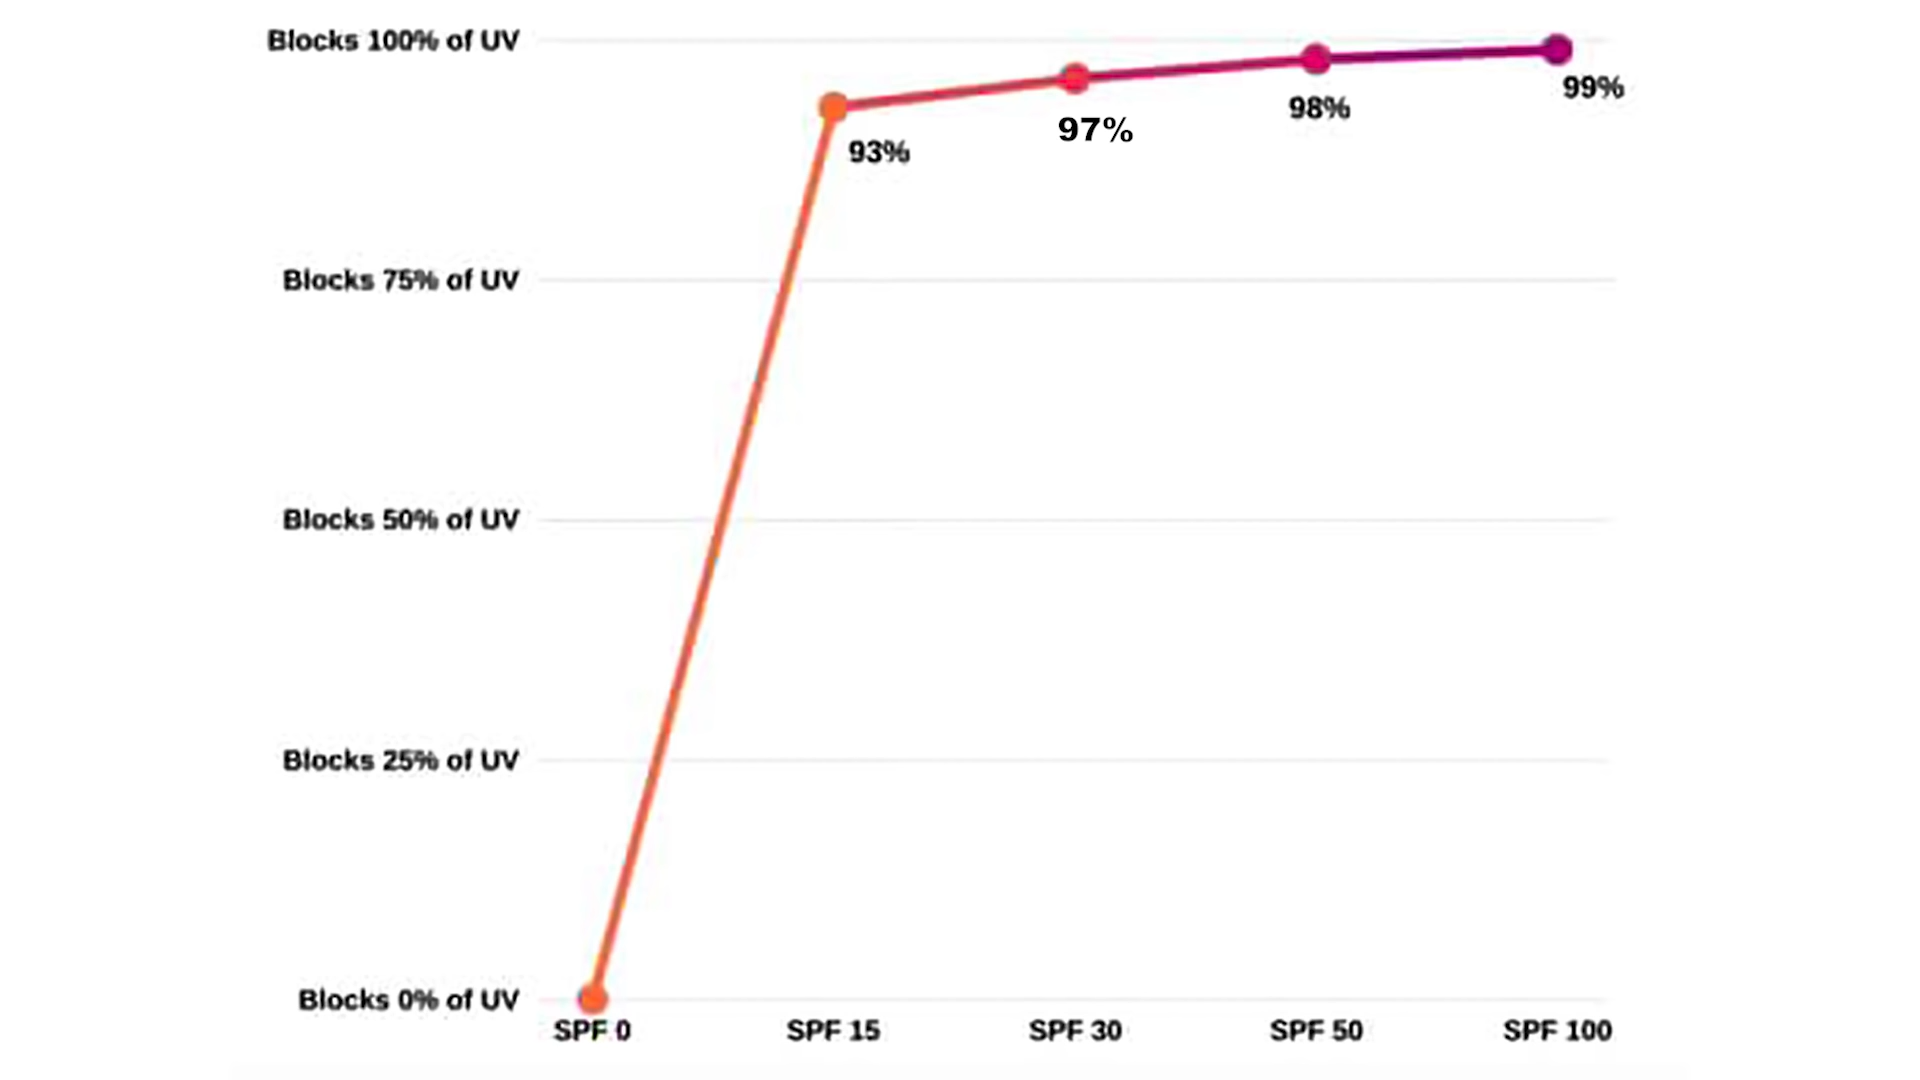 Blocks 100% of UV
99%
98%
97%
93%
Blocks 75% of UV
Blocks 50% of UV
Blocks 25% of UV
Blocks 0% of UV
SPF 0 SPF 15 SPF 30 SPF 50 SPF 100